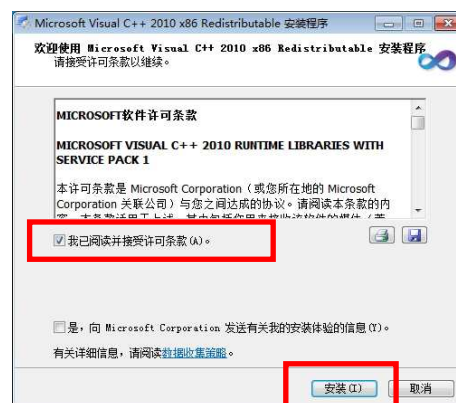 Microsoft Visual C++ 2010 x86 Redistributable 安装程序
欢迎使用 Microsoft Visual C++ 2010 x86 Redistributable 安装程序
请接受许可条款以继续。
MICROSOFT软件许可条款
MICROSOFT VISUAL C++ 2010 RUNTIME LIBRARIES WITH
SERVICE PACK 1
本许可条款是 Microsoft Corporation（或您所在地的 Microsoft
Corporation 关联公司）与您之间达成的协议。请阅读本条款的内
我已阅读并接受许可条款(A)。
是，向 Microsoft Corporation 发送有关我的安装体验的信息(Y)。
有关详细信息，请阅读数据收集策略。
安装(I)
取消